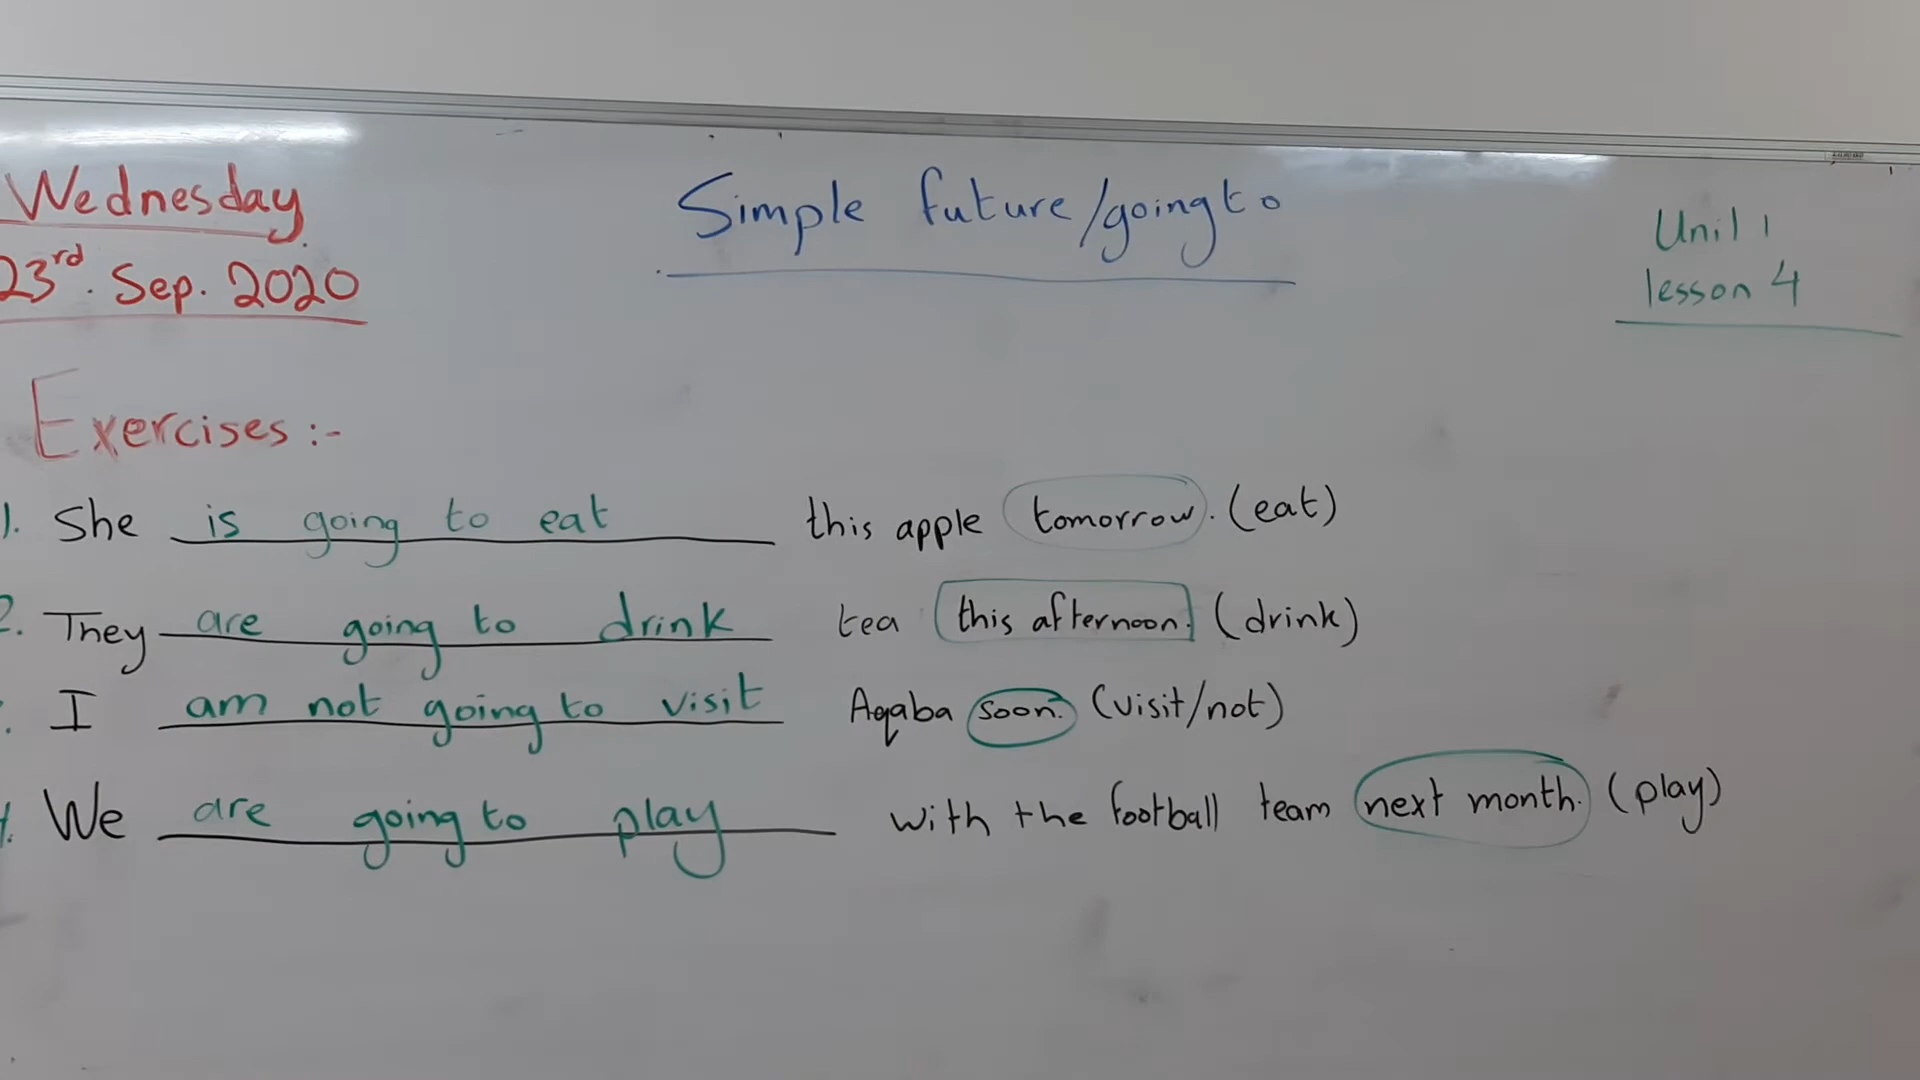 Wednesday
23rd. Sep. 2020
Simple future/going to
Unit 1
lesson 4
Exercises :-
1. She is going to eat this apple tomorrow. (eat)
2. They are going to drink tea this afternoon. (drink)
. I am not going to visit Aqaba soon. (visit/not)
4. We are going to play with the football team next month. (play)